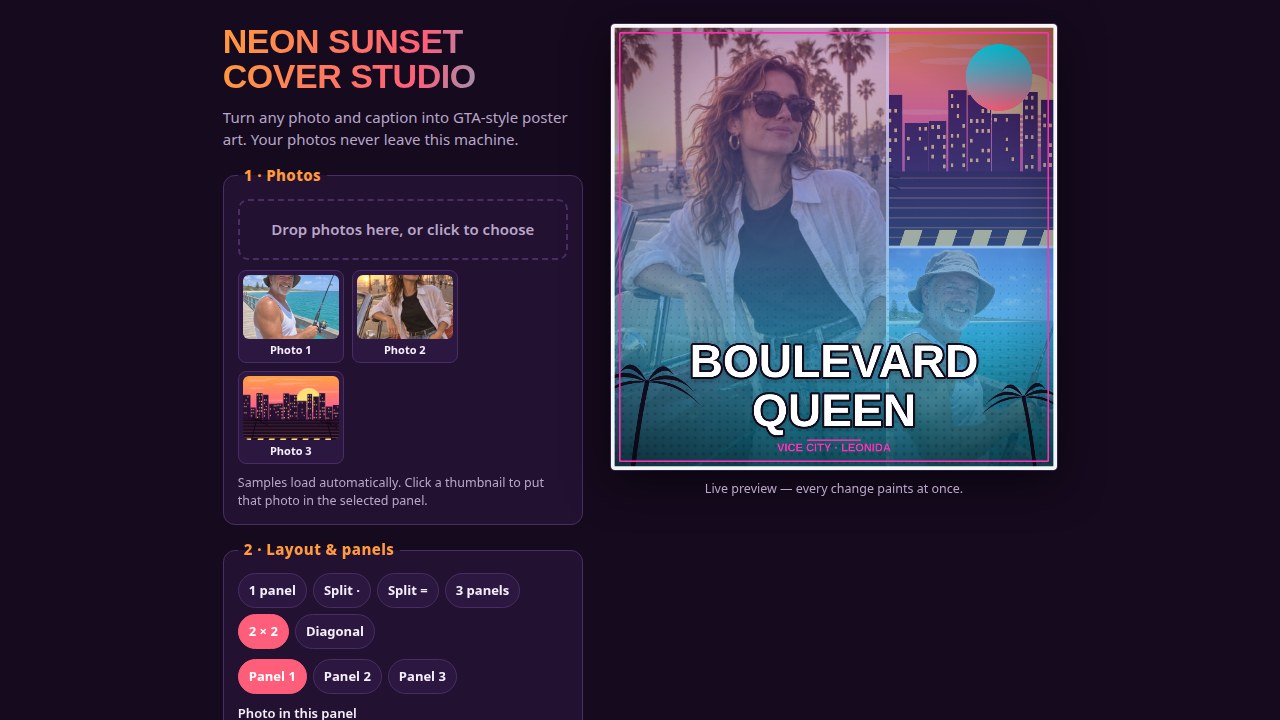 NEON SUNSET
COVER STUDIO
Turn any photo and caption into GTA-style poster
art. Your photos never leave this machine.
1 · Photos
Drop photos here, or click to choose
Photo 1
Photo 2
Photo 3
Samples load automatically. Click a thumbnail to put
that photo in the selected panel.
2 · Layout & panels
1 panel
Split ·
Split =
3 panels
2 × 2
Diagonal
Panel 1
Panel 2
Panel 3
Photo in this panel
BOULEVARD
QUEEN
VICE CITY · LEONIDA
Live preview — every change paints at once.